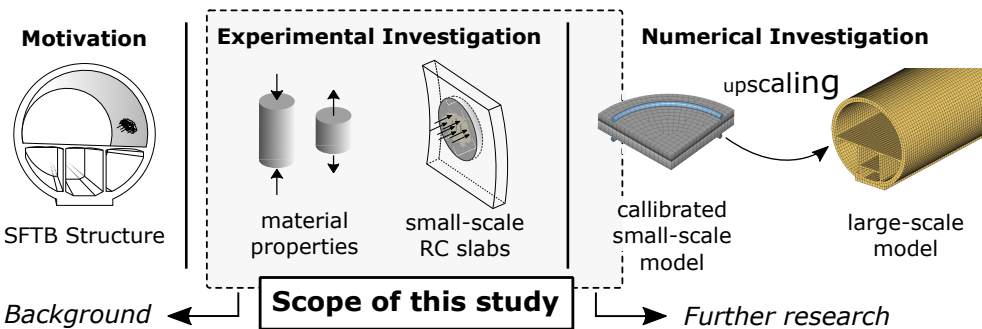 Motivation
Experimental Investigation
Numerical Investigation
upscaling
SFTB Structure
material
properties
small-scale
RC slabs
callibrated
small-scale
model
large-scale
model
Background
Scope of this study
Further research